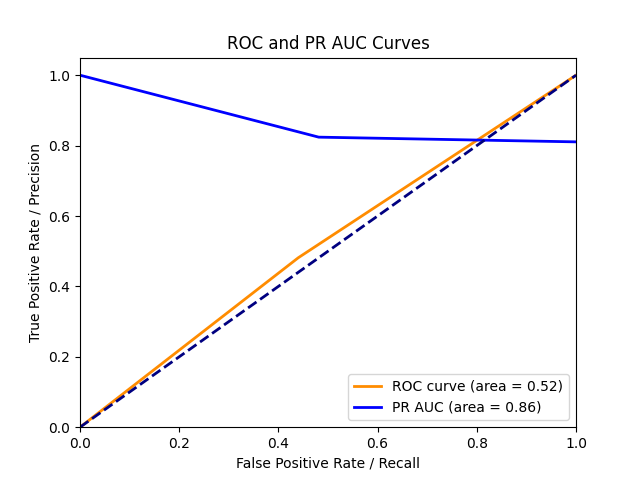 ROC and PR AUC Curves
True Positive Rate / Precision
1.0
0.8
0.6
0.4
0.2
0.0
ROC curve (area = 0.52)
PR AUC (area = 0.86)
0.0 0.2 0.4 0.6 0.8 1.0
False Positive Rate / Recall